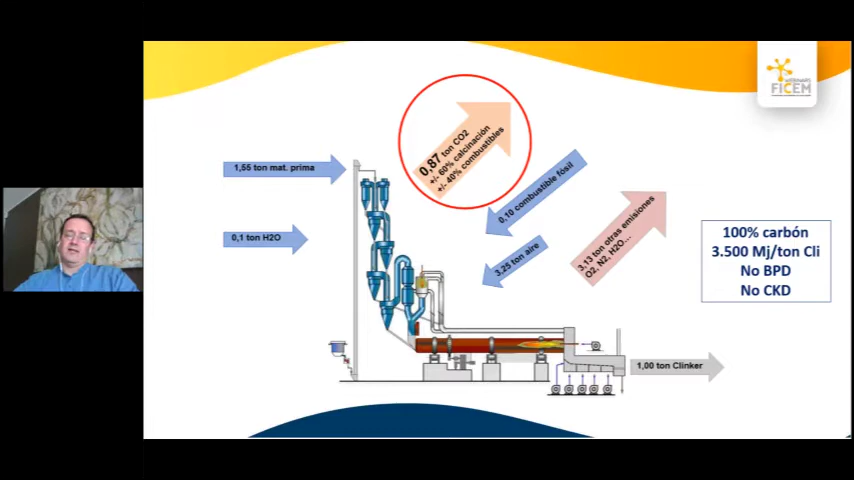 FICEM
0,87 ton CO2
+/- 60% calcinación
+/- 40% combustibles
1,55 ton mat. prima
0,10 combustible fósil
3,13 ton otras emisiones
O2, N2, H2O...
0,1 ton H2O
3,25 ton aire
100% carbón
3.500 Mj/ton Cli
No BPD
No CKD
1,00 ton Clinker